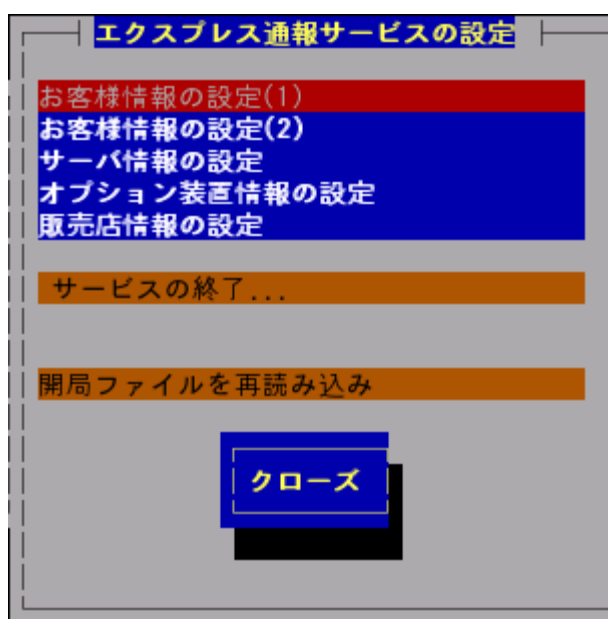 エクスプレス通報サービスの設定
お客様情報の設定(1)
お客様情報の設定(2)
サーバ情報の設定
オプション装置情報の設定
販売店情報の設定
サービスの終了...
開局ファイルを再読み込み
クローズ